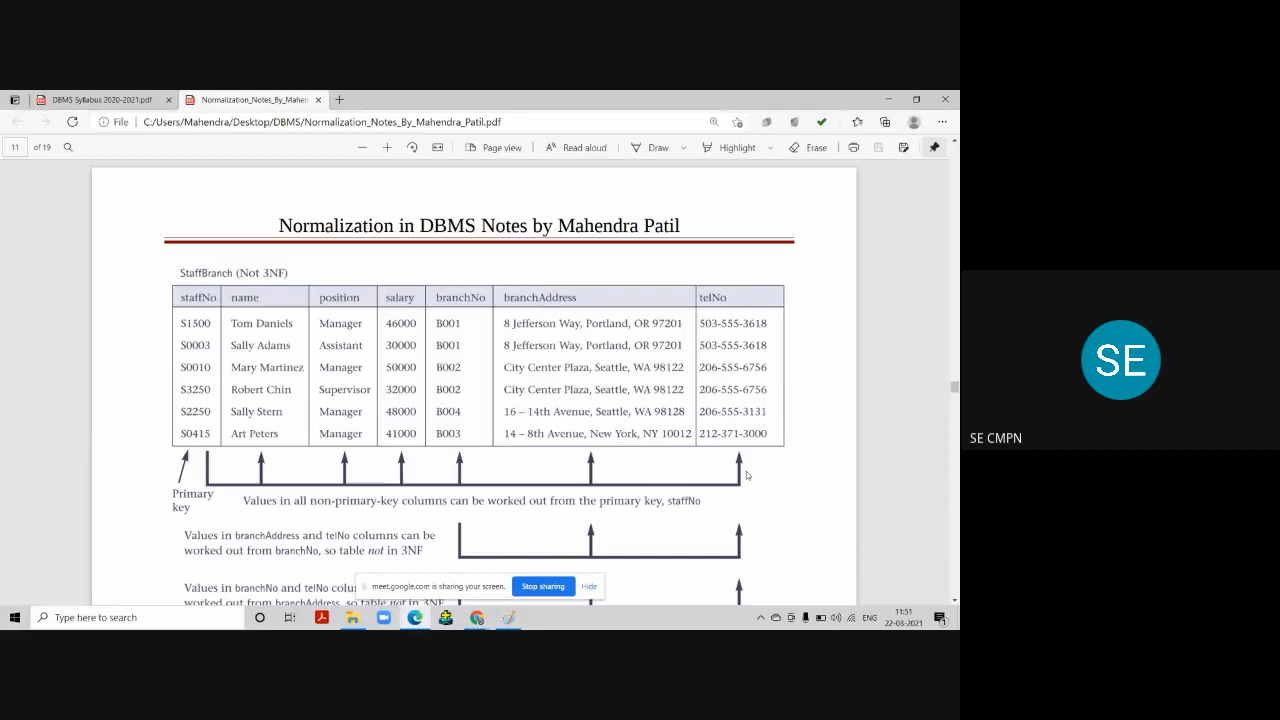 DBMS Syllabus 2020-2021.pdf
Normalization_Notes_By_Mahen
File
C:/Users/Mahendra/Desktop/DBMS/Normalization_Notes_By_Mahendra_Patil.pdf
11 of 19
Page view
Read aloud
Draw
Highlight
Erase
Normalization in DBMS Notes by Mahendra Patil
StaffBranch (Not 3NF)
staffNo name position salary branchNo branchAddress telNo
S1500 Tom Daniels Manager 46000 B001 8 Jefferson Way, Portland, OR 97201 503-555-3618
S0003 Sally Adams Assistant 30000 B001 8 Jefferson Way, Portland, OR 97201 503-555-3618
S0010 Mary Martinez Manager 50000 B002 City Center Plaza, Seattle, WA 98122 206-555-6756
S3250 Robert Chin Supervisor 32000 B002 City Center Plaza, Seattle, WA 98122 206-555-6756
S2250 Sally Stern Manager 48000 B004 16 – 14th Avenue, Seattle, WA 98128 206-555-3131
S0415 Art Peters Manager 41000 B003 14 – 8th Avenue, New York, NY 10012 212-371-3000
Primary
key
Values in all non-primary-key columns can be worked out from the primary key, staffNo
Values in branchAddress and telNo columns can be
worked out from branchNo, so table not in 3NF
Values in branchNo and telNo colu
worked out from branchAddress, so table not in 3NF
meet.google.com is sharing your screen.
Stop sharing
Hide
Type here to search
ENG
11:51
22-03-2021
SE
SE CMPN